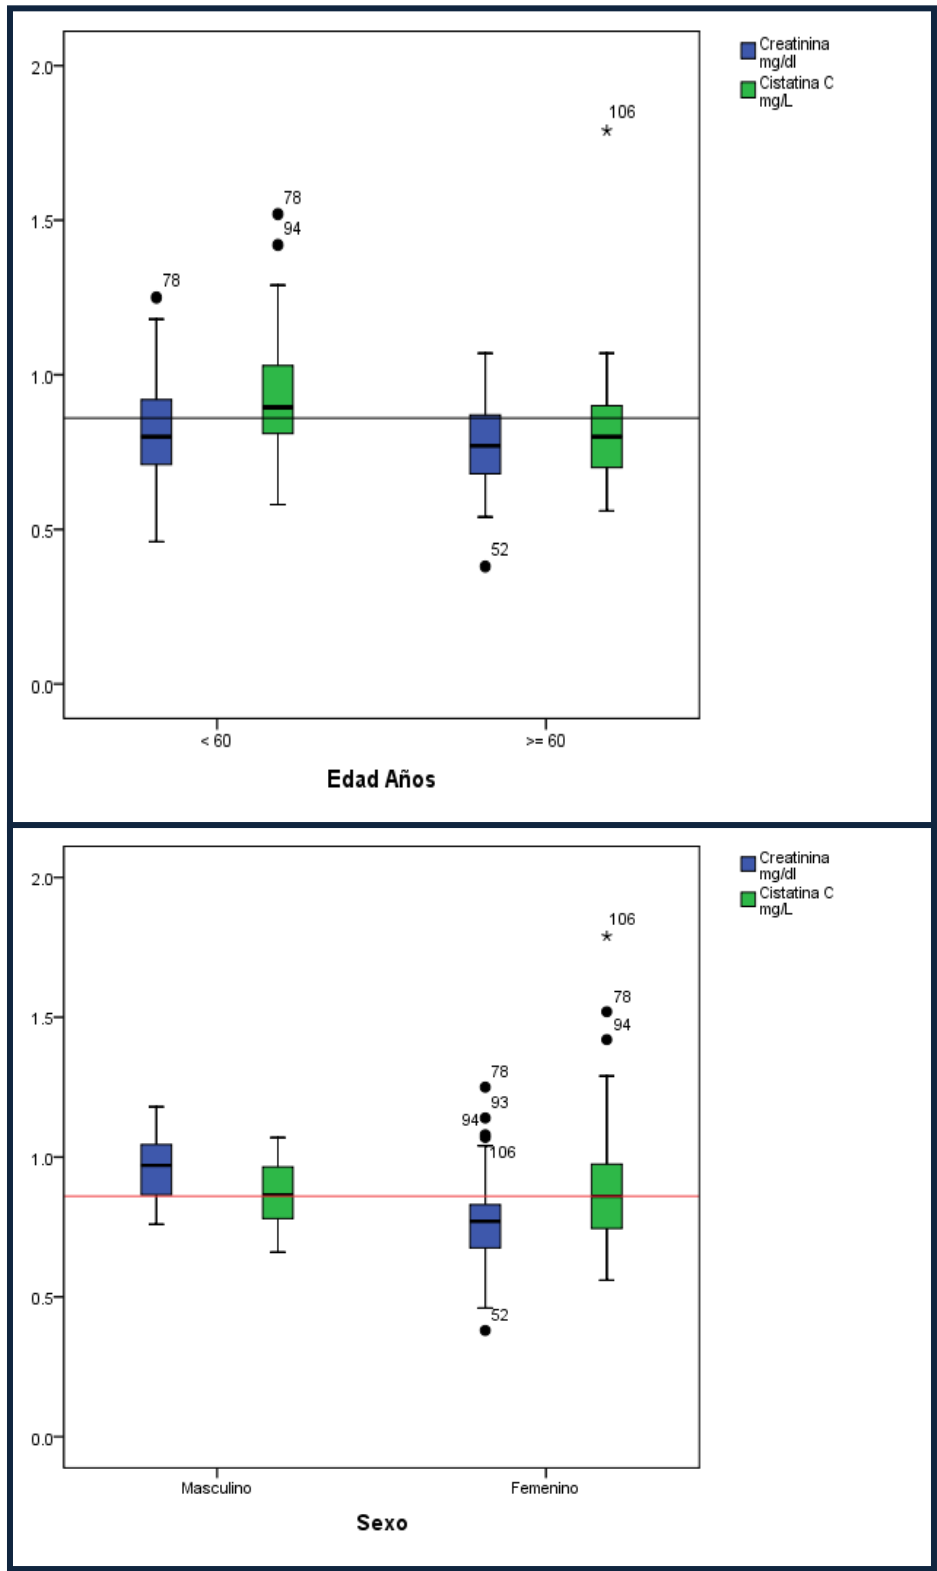 Creatinina
mg/dl
Cistatina C
mg/L
2.0
1.5
1.0
0.5
0.0
106
*
78
94
78
52
< 60
>= 60
Edad Años
Creatinina
mg/dl
Cistatina C
mg/L
2.0
1.5
1.0
0.5
0.0
106
*
78
94
78
93
94
106
52
Masculino
Femenino
Sexo